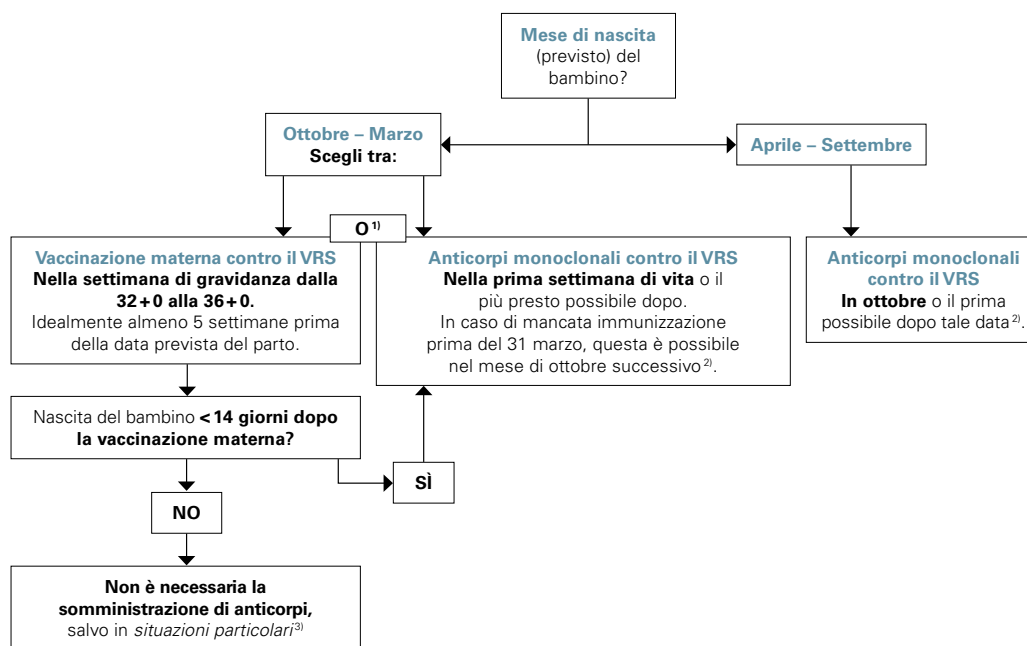 Mese di nascita
(previsto) del
bambino?
Ottobre – Marzo
Scegli tra:
Aprile – Settembre
O 1)
Vaccinazione materna contro il VRS
Nella settimana di gravidanza dalla
32+0 alla 36+0.
Idealmente almeno 5 settimane prima
della data prevista del parto.
Anticorpi monoclonali contro il VRS
Nella prima settimana di vita o il
più presto possibile dopo.
In caso di mancata immunizzazione
prima del 31 marzo, questa è possibile
nel mese di ottobre successivo 2).
Anticorpi monoclonali
contro il VRS
In ottobre o il prima
possibile dopo tale data 2).
Nascita del bambino < 14 giorni dopo
la vaccinazione materna?
SÌ
NO
Non è necessaria la
somministrazione di anticorpi,
salvo in situazioni particolari 3)